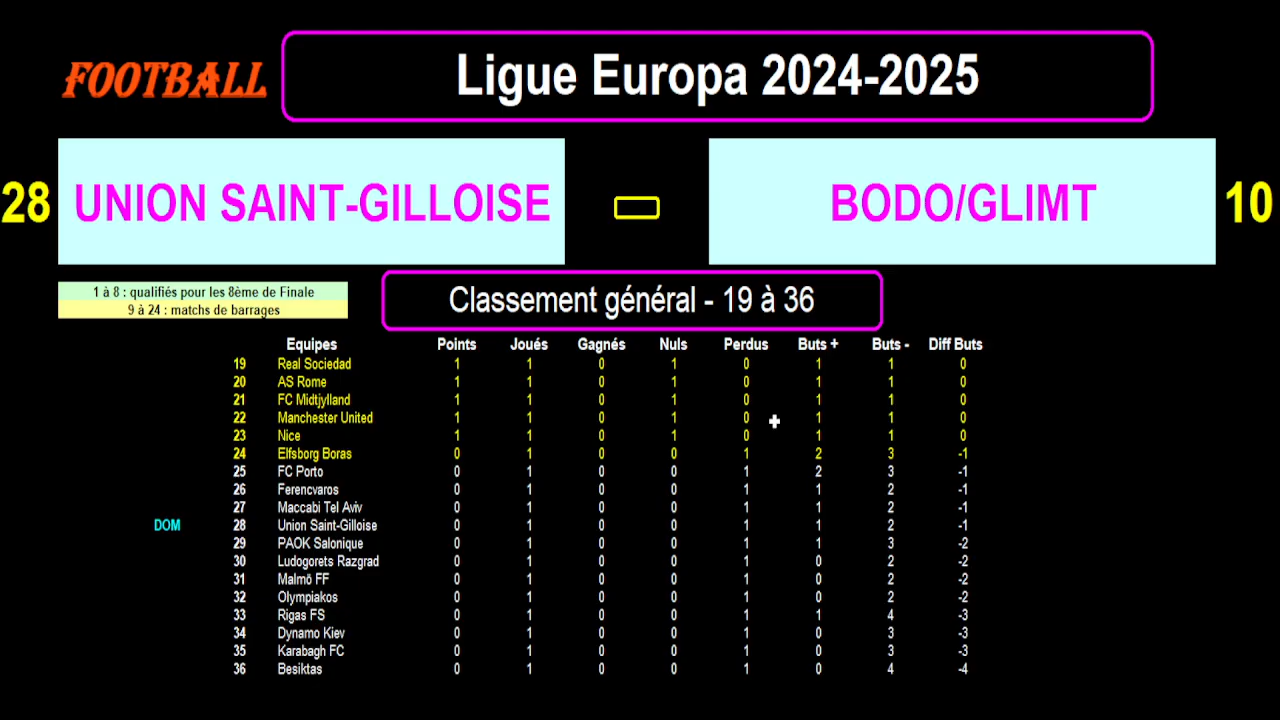 FOOTBALL
Ligue Europa 2024-2025
28 UNION SAINT-GILLOISE - BODO/GLIMT 10
1 à 8 : qualifiés pour les 8ème de Finale
9 à 24 : matchs de barrages
Classement général - 19 à 36
Equipes Points Joués Gagnés Nuls Perdus Buts + Buts - Diff Buts
19 Real Sociedad 1 1 0 1 0 1 1 0
20 AS Rome 1 1 0 1 0 1 1 0
21 FC Midtjylland 1 1 0 1 0 1 1 0
22 Manchester United 1 1 0 1 0 1 1 0
23 Nice 1 1 0 1 0 1 1 0
24 Elfsborg Boras 0 1 0 0 1 2 3 -1
25 FC Porto 0 1 0 0 1 2 3 -1
26 Ferencvaros 0 1 0 0 1 1 2 -1
27 Maccabi Tel Aviv 0 1 0 0 1 1 2 -1
DOM 28 Union Saint-Gilloise 0 1 0 0 1 1 2 -1
29 PAOK Salonique 0 1 0 0 1 1 3 -2
30 Ludogorets Razgrad 0 1 0 0 1 0 2 -2
31 Malmö FF 0 1 0 0 1 0 2 -2
32 Olympiakos 0 1 0 0 1 0 2 -2
33 Rigas FS 0 1 0 0 1 1 4 -3
34 Dynamo Kiev 0 1 0 0 1 0 3 -3
35 Karabagh FC 0 1 0 0 1 0 3 -3
36 Besiktas 0 1 0 0 1 0 4 -4